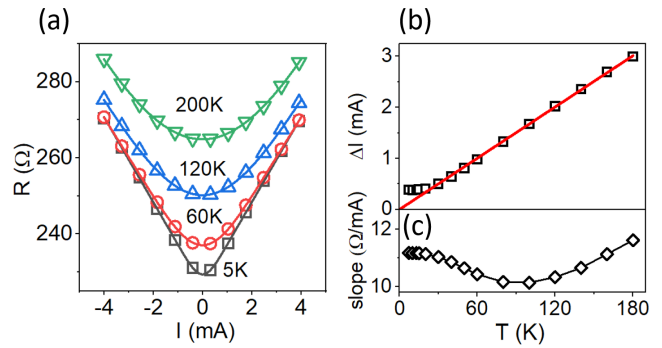 (a)
R (Ω)
280
260
240
200K
120K
60K
5K
-4 -2 0 2 4
I (mA)
(b)
ΔI (mA)
3
2
1
0
(c)
slope (Ω/mA)
12
10
0 60 120 180
T (K)